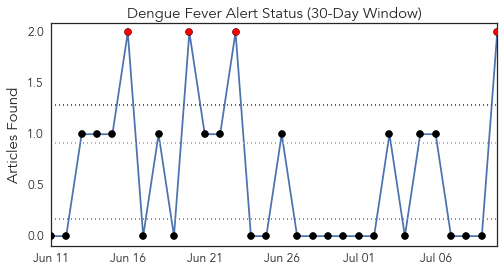 Dengue Fever Alert Status (30-Day Window)
Articles Found
2.0
1.5
1.0
0.5
0.0
Jun 11 Jun 16 Jun 21 Jun 26 Jul 01 Jul 06